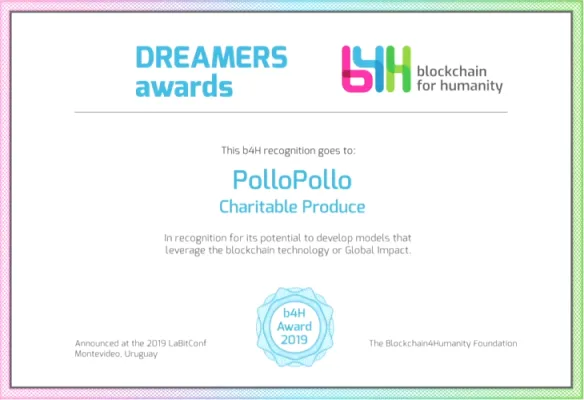 DREAMERS
awards
b4H
blockchain
for humanity
This b4H recognition goes to:
PolloPollo
Charitable Produce
In recognition for its potential to develop models that
leverage the blockchain technology or Global Impact.
b4H
Award
2019
Announced at the 2019 LaBitConf
Montevideo, Uruguay
The Blockchain4Humanity Foundation